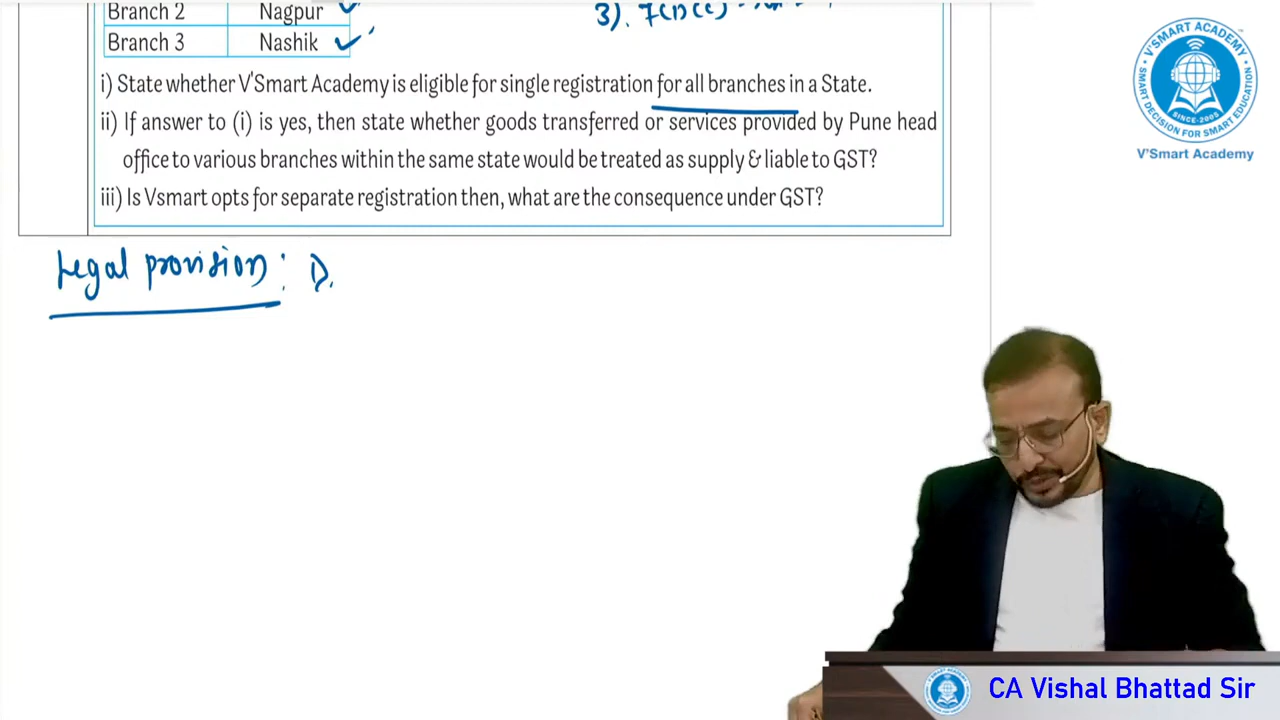 Branch 2 Nagpur
3).
Branch 3 Nashik
i) State whether V'Smart Academy is eligible for single registration for all branches in a State.
ii) If answer to (i) is yes, then state whether goods transferred or services provided by Pune head
office to various branches within the same state would be treated as supply & liable to GST?
iii) Is Vsmart opts for separate registration then, what are the consequence under GST?
Legal provision : D.
V'SMART ACADEMY
SMART DECISION FOR SMART EDUCATION
SINCE-2005
V'Smart Academy
CA Vishal Bhattad Sir